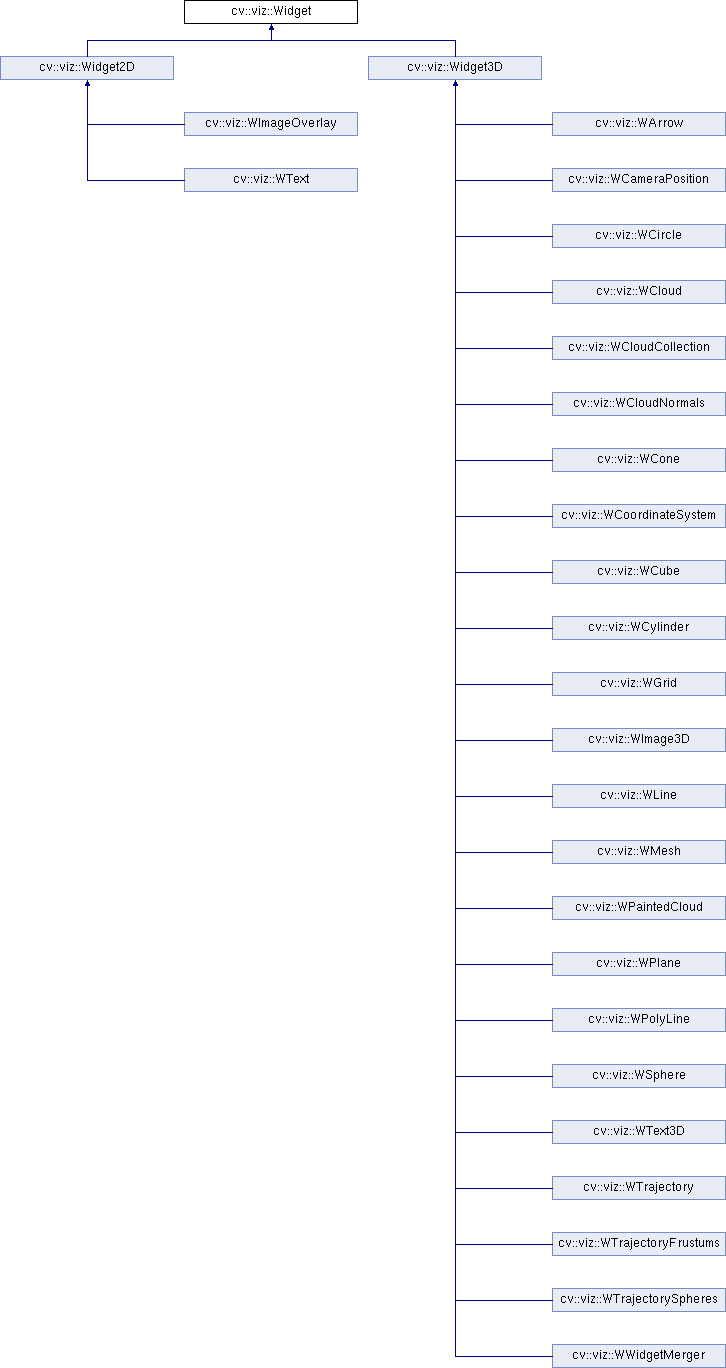 cv::viz::Widget
cv::viz::Widget2D
cv::viz::Widget3D
cv::viz::WImageOverlay
cv::viz::WArrow
cv::viz::WText
cv::viz::WCameraPosition
cv::viz::WCircle
cv::viz::WCloud
cv::viz::WCloudCollection
cv::viz::WCloudNormals
cv::viz::WCone
cv::viz::WCoordinateSystem
cv::viz::WCube
cv::viz::WCylinder
cv::viz::WGrid
cv::viz::WImage3D
cv::viz::WLine
cv::viz::WMesh
cv::viz::WPaintedCloud
cv::viz::WPlane
cv::viz::WPolyLine
cv::viz::WSphere
cv::viz::WText3D
cv::viz::WTrajectory
cv::viz::WTrajectoryFrustums
cv::viz::WTrajectorySpheres
cv::viz::WWidgetMerger